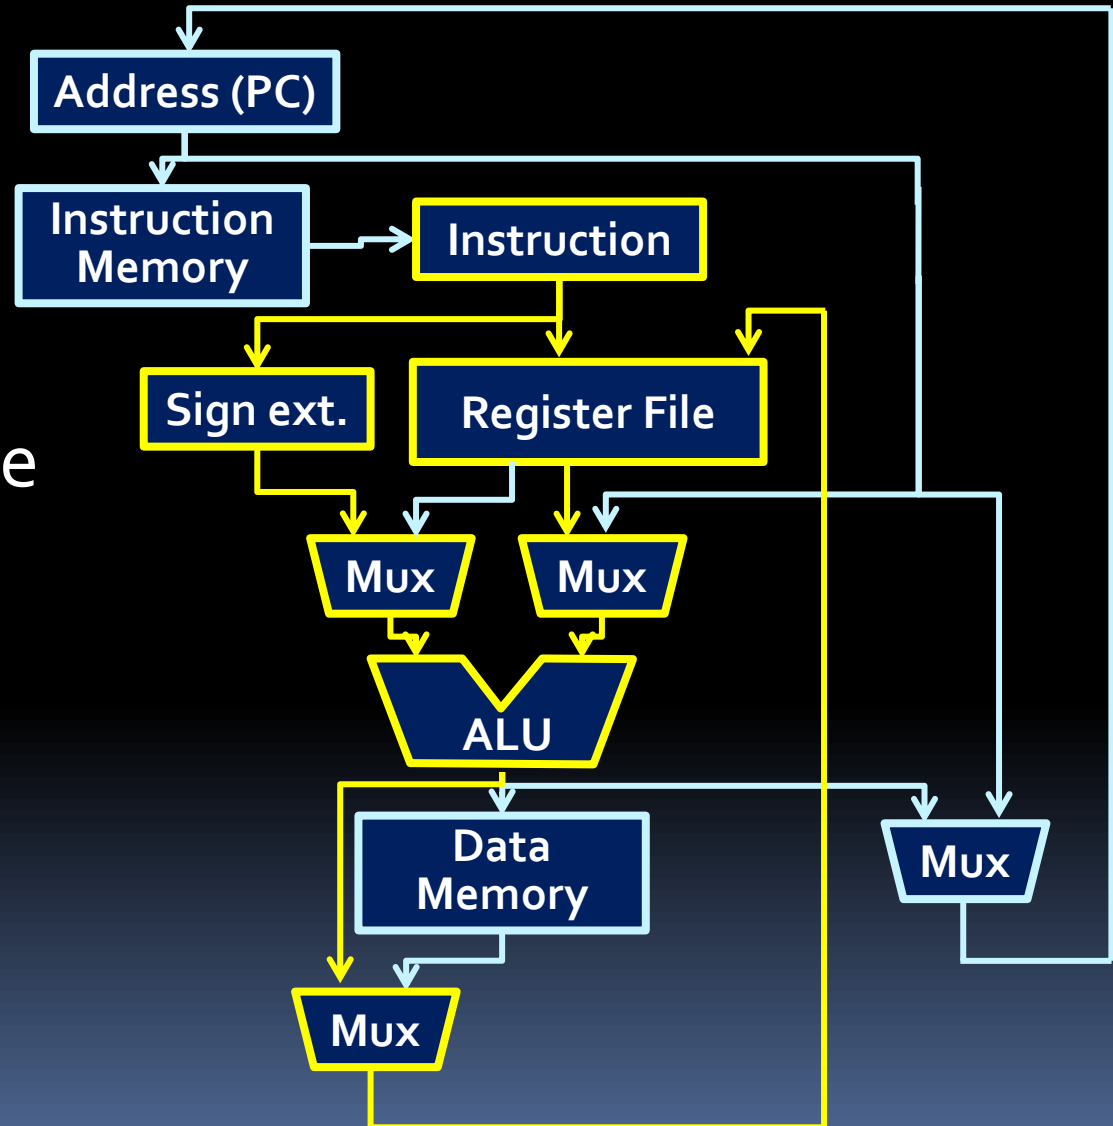 Address (PC)
Instruction
Memory
Instruction
Sign ext.
Register File
e
Mux
Mux
ALU
Data
Memory
Mux
Mux